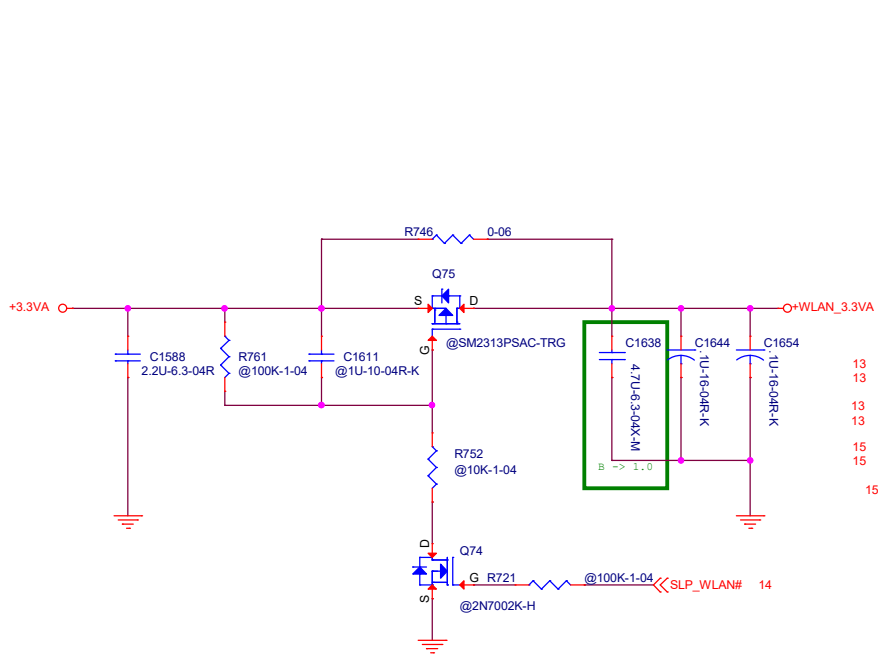 R746 0-06
Q75
S D
+3.3VA
+WLAN_3.3VA
G
@SM2313PSAC-TRG
C1588
2.2U-6.3-04R
R761
@100K-1-04
C1611
@1U-10-04R-K
C1638
4.7U-6.3-04X-M
C1644
.1U-16-04R-K
C1654
.1U-16-04R-K
B -> 1.0
13
13
13
13
15
15
15
R752
@10K-1-04
D
Q74
G R721 @100K-1-04 SLP_WLAN# 14
S
@2N7002K-H